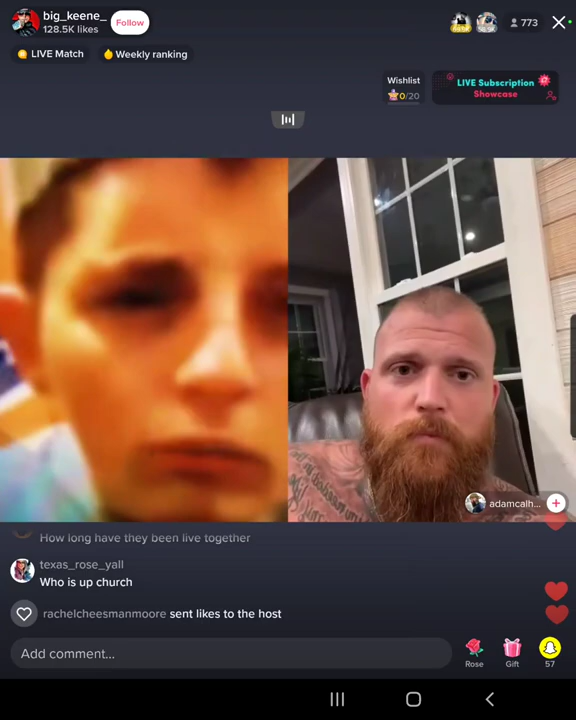 big_keene_
128.5K likes
Follow
773
LIVE Match
Weekly ranking
Wishlist
0/20
LIVE Subscription
Showcase
adamcalh...
How long have they been live together
texas_rose_yall
Who is up church
rachelcheesmanmoore sent likes to the host
Add comment...
Rose
Gift
57